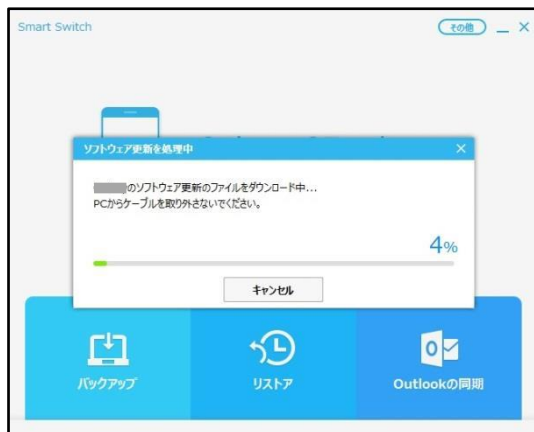 Smart Switch
その他
ソフトウェア更新を処理中
のソフトウェア更新のファイルをダウンロード中...
PCからケーブルを取り外さないでください。
4%
キャンセル
バックアップ
リストア
Outlookの同期